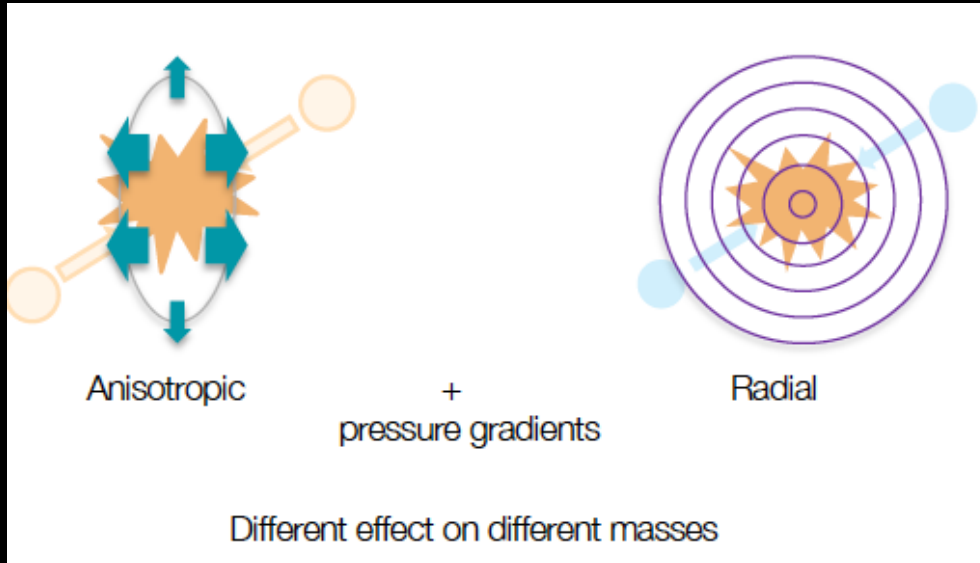 Anisotropic + Radial
pressure gradients
Different effect on different masses